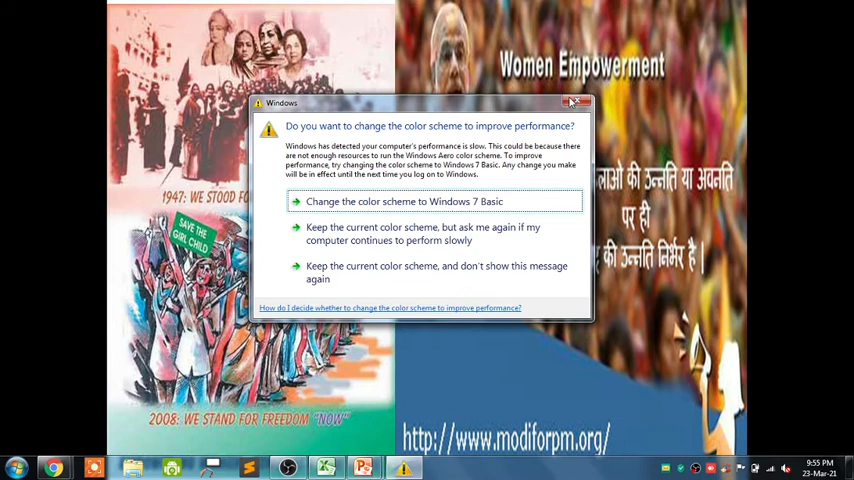 Women Empowerment
Windows
Do you want to change the color scheme to improve performance?
Windows has detected your computer's performance is slow. This could be because there
are not enough resources to run the Windows Aero color scheme. To improve
performance, try changing the color scheme to Windows 7 Basic. Any change you make
will be in effect until the next time you log on to Windows.
Change the color scheme to Windows 7 Basic
Keep the current color scheme, but ask me again if my
computer continues to perform slowly
Keep the current color scheme, and don't show this message
again
How do I decide whether to change the color scheme to improve performance?
1947: WE STOOD FO
SAVE THE
GIRL CHILD
2008: WE STAND FOR FREEDOM "NOW"
की उन्नति या अवनति
पर ही
की उन्नति निर्भर है |
http://www.modiforpm.org/
9:55 PM
23-Mar-21